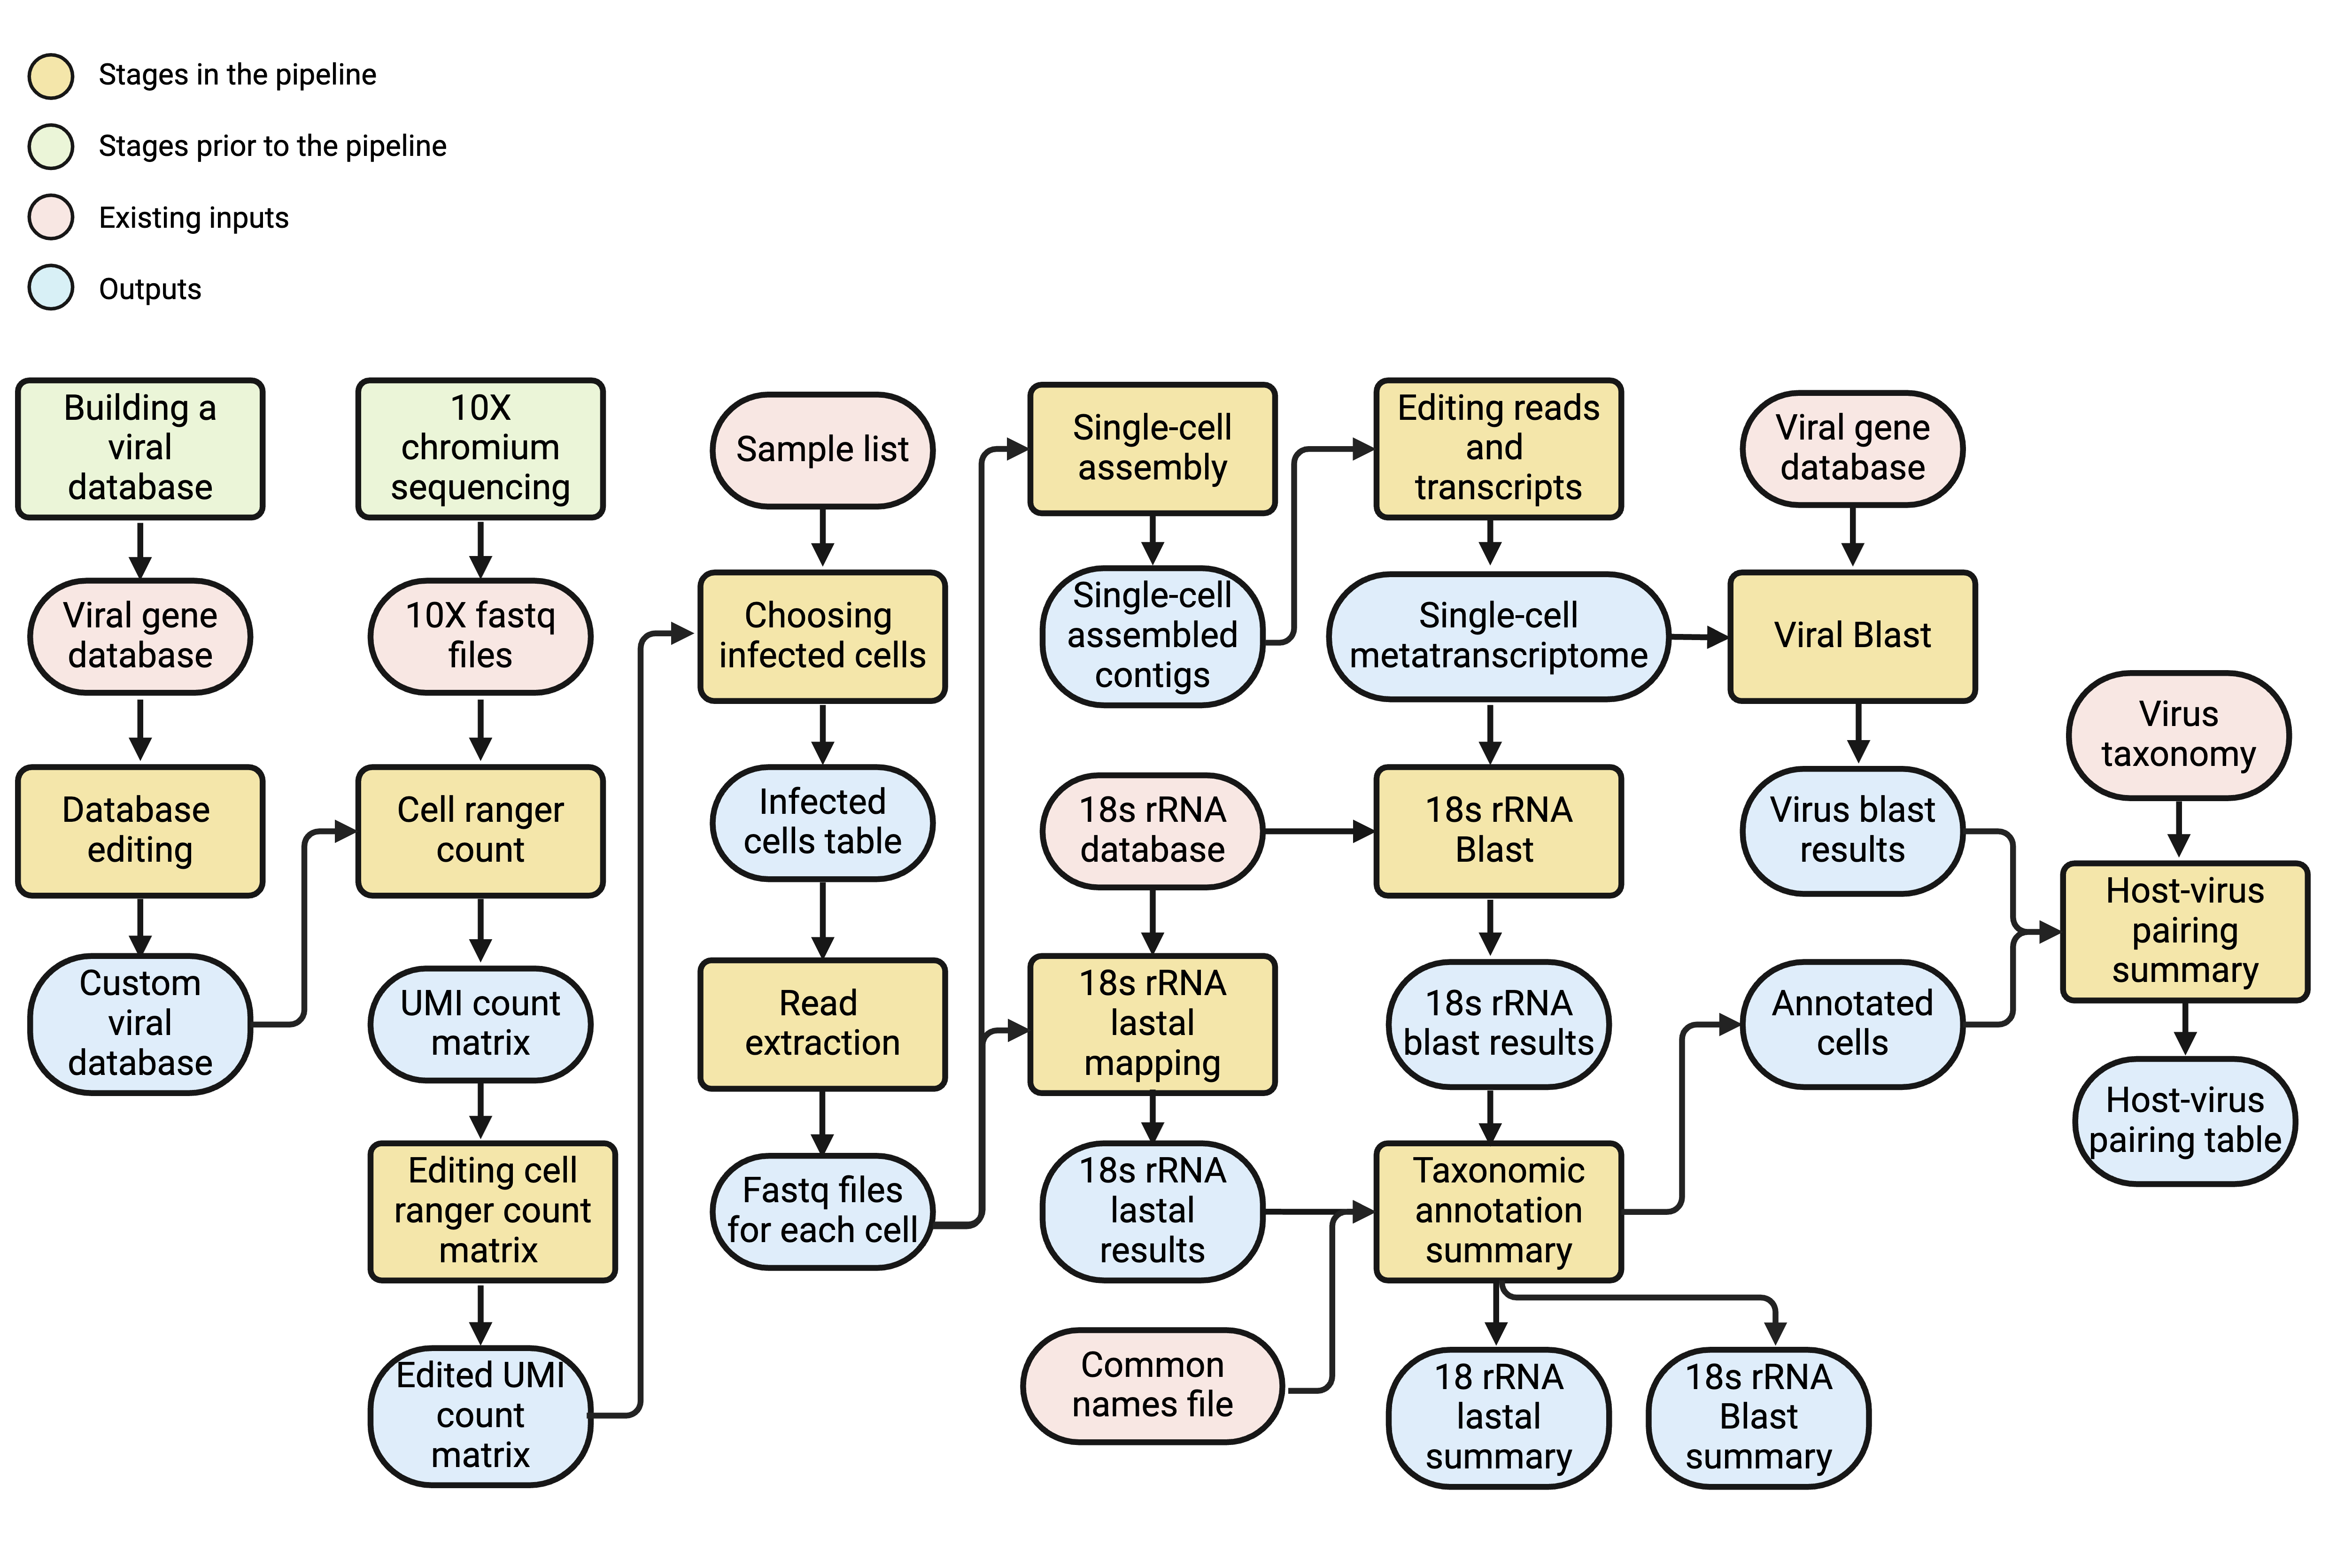 Stages in the pipeline
Stages prior to the pipeline
Existing inputs
Outputs
Building a
viral
database
Viral gene
database
Database
editing
Custom
viral
database
10X
chromium
sequencing
10X fastq
files
Cell ranger
count
UMI count
matrix
Editing cell
ranger count
matrix
Edited UMI
count
matrix
Sample list
Choosing
infected cells
Infected
cells table
Read
extraction
Fastq files
for each cell
Single-cell
assembly
Single-cell
assembled
contigs
18s rRNA
database
18s rRNA
lastal
mapping
18s rRNA
lastal
results
Common
names file
Editing reads
and
transcripts
Single-cell
metatranscriptome
18s rRNA
Blast
18s rRNA
blast results
Taxonomic
annotation
summary
18 rRNA
lastal
summary
18s rRNA
Blast
summary
Viral gene
database
Viral Blast
Virus blast
results
Annotated
cells
Virus
taxonomy
Host-virus
pairing
summary
Host-virus
pairing table